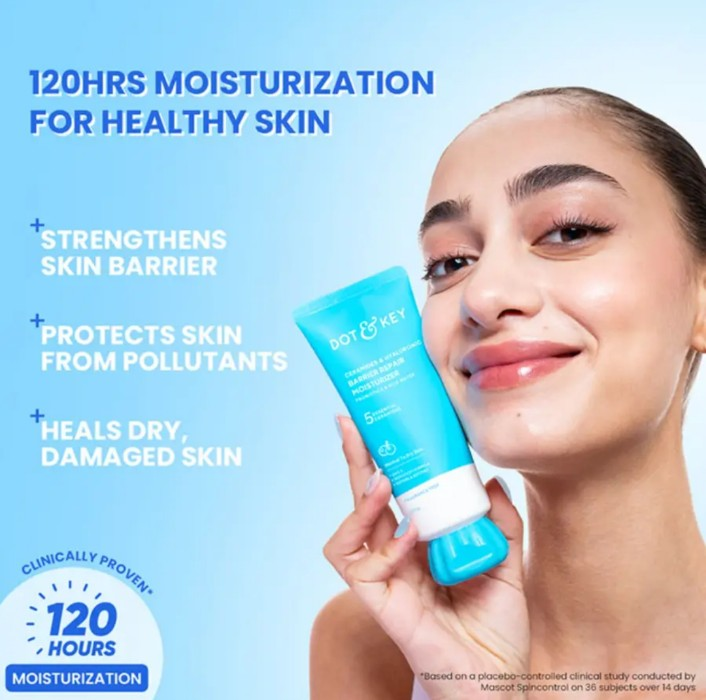 120HRS MOISTURIZATION
FOR HEALTHY SKIN
+
STRENGTHENS
SKIN BARRIER
+
PROTECTS SKIN
FROM POLLUTANTS
+
HEALS DRY,
DAMAGED SKIN
DOT & KEY
CERAMIDES & HYALURONIC
BARRIER REPAIR
MOISTURIZER
5 ESSENTIAL
CERAMIDES
CLINICALLY PROVEN*
120
HOURS
MOISTURIZATION
*Based on a placebo-controlled clinical study conducted by
Mascot Spincontrol on 36 subjects over 14 days